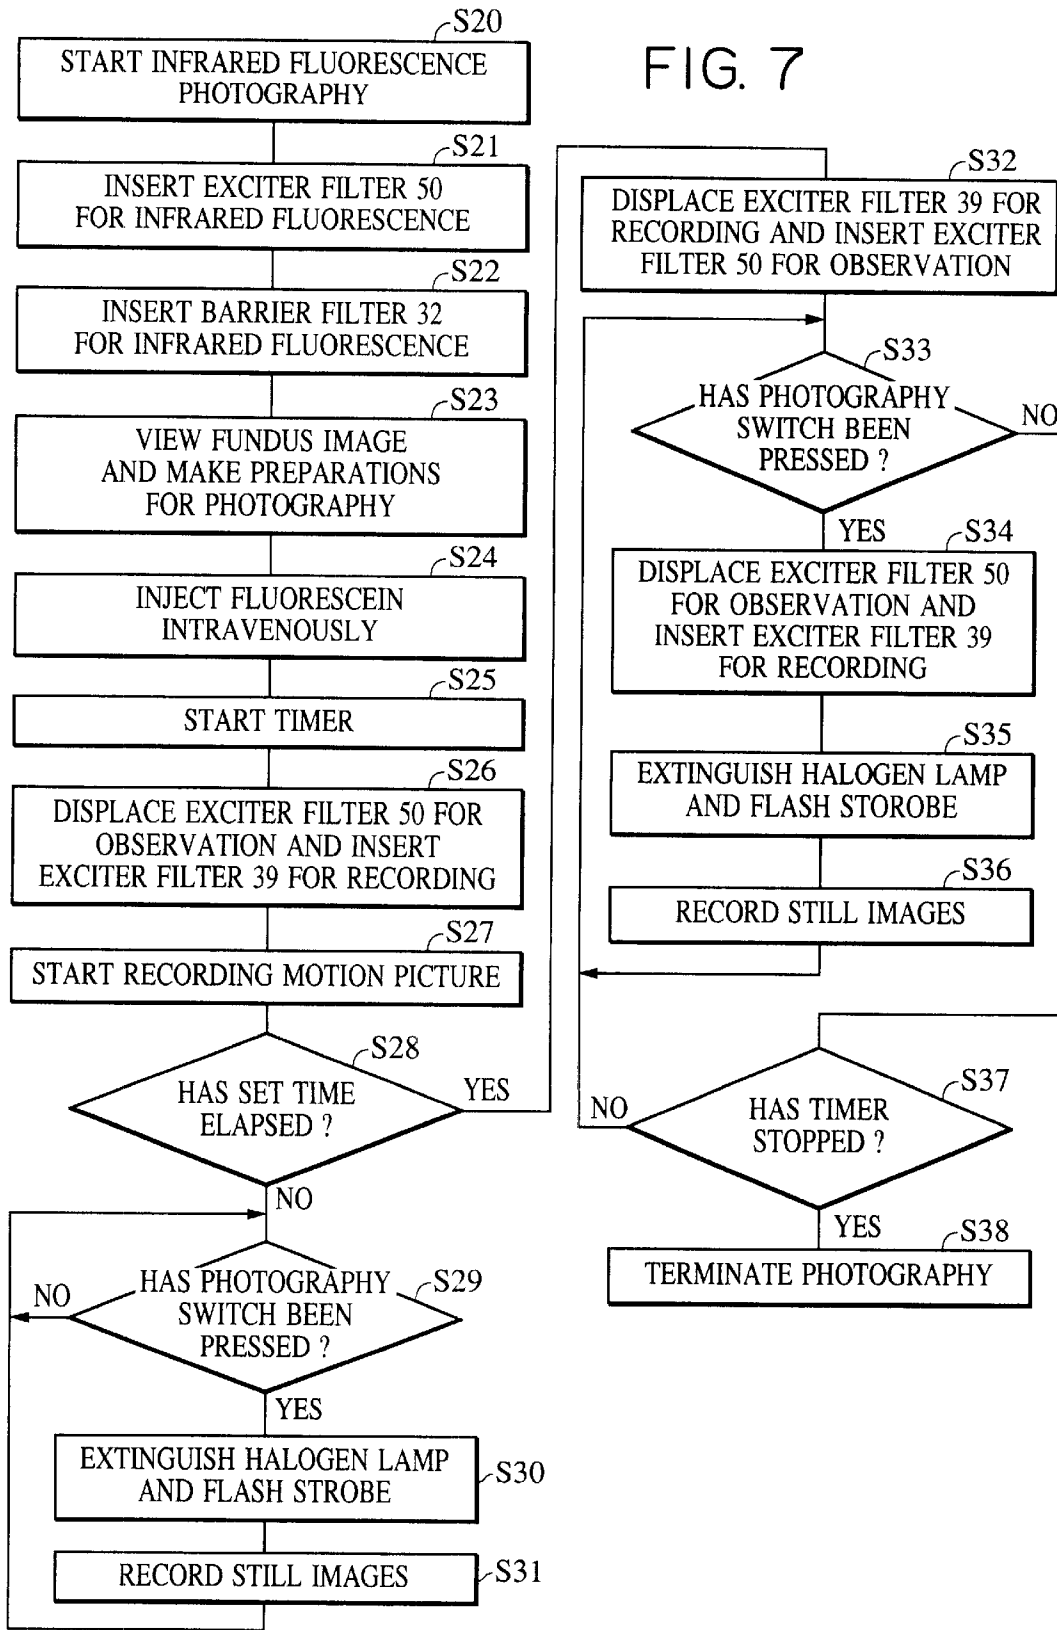 FIG. 7
S20
START INFRARED FLUORESCENCE
PHOTOGRAPHY
S21
INSERT EXCITER FILTER 50
FOR INFRARED FLUORESCENCE
S22
INSERT BARRIER FILTER 32
FOR INFRARED FLUORESCENCE
S23
VIEW FUNDUS IMAGE
AND MAKE PREPARATIONS
FOR PHOTOGRAPHY
S24
INJECT FLUORESCEIN
INTRAVENOUSLY
S25
START TIMER
S26
DISPLACE EXCITER FILTER 50 FOR
OBSERVATION AND INSERT
EXCITER FILTER 39 FOR RECORDING
S27
START RECORDING MOTION PICTURE
S28
HAS SET TIME
ELAPSED ?
YES
NO
S29
HAS PHOTOGRAPHY
SWITCH BEEN
PRESSED ?
NO
YES
EXTINGUISH HALOGEN LAMP
AND FLASH STROBE
S30
RECORD STILL IMAGES
S31
S32
DISPLACE EXCITER FILTER 39 FOR
RECORDING AND INSERT EXCITER
FILTER 50 FOR OBSERVATION
S33
HAS PHOTOGRAPHY
SWITCH BEEN
PRESSED ?
NO
YES
S34
DISPLACE EXCITER FILTER 50
FOR OBSERVATION AND
INSERT EXCITER FILTER 39
FOR RECORDING
S35
EXTINGUISH HALOGEN LAMP
AND FLASH STOROBE
S36
RECORD STILL IMAGES
S37
HAS TIMER
STOPPED ?
NO
YES
S38
TERMINATE PHOTOGRAPHY